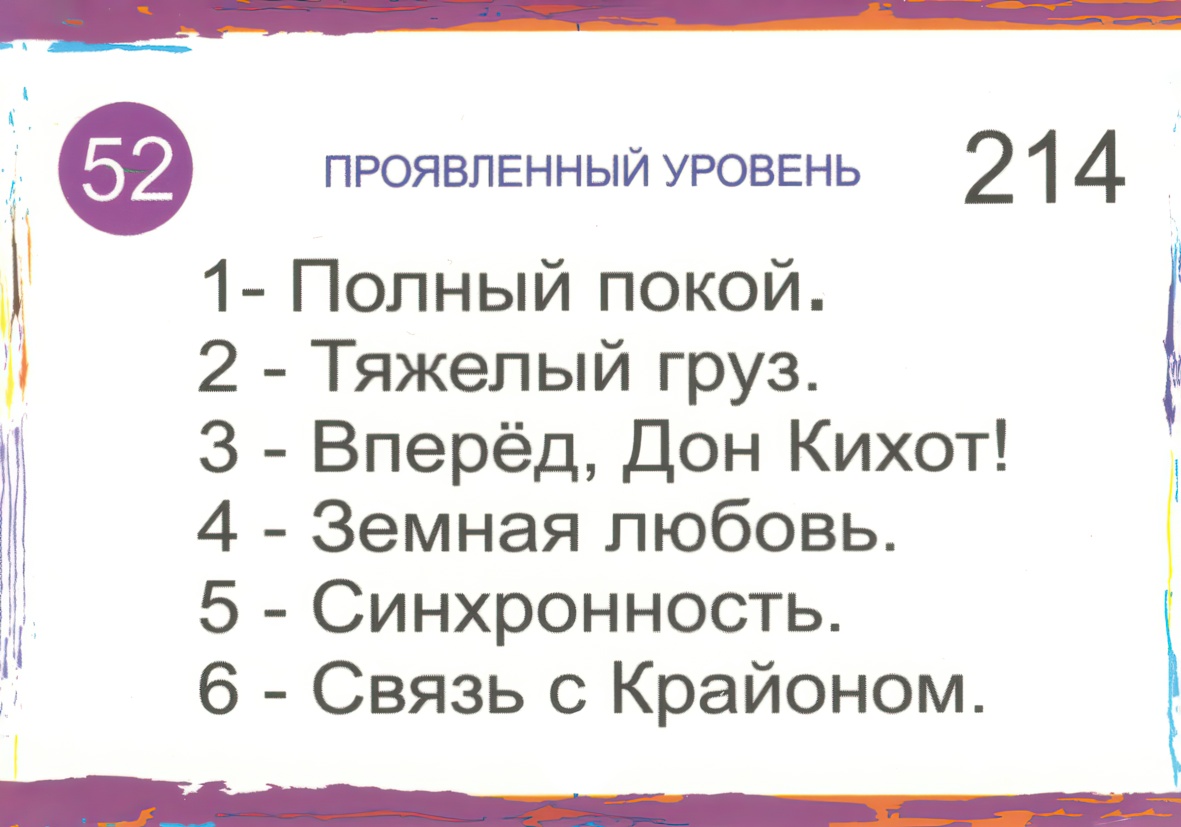 52 ПРОЯВЛЕННЫЙ УРОВЕНЬ 214
1- Полный покой.
2 - Тяжелый груз.
3 - Вперёд, Дон Кихот!
4 - Земная любовь.
5 - Синхронность.
6 - Связь с Крайоном.